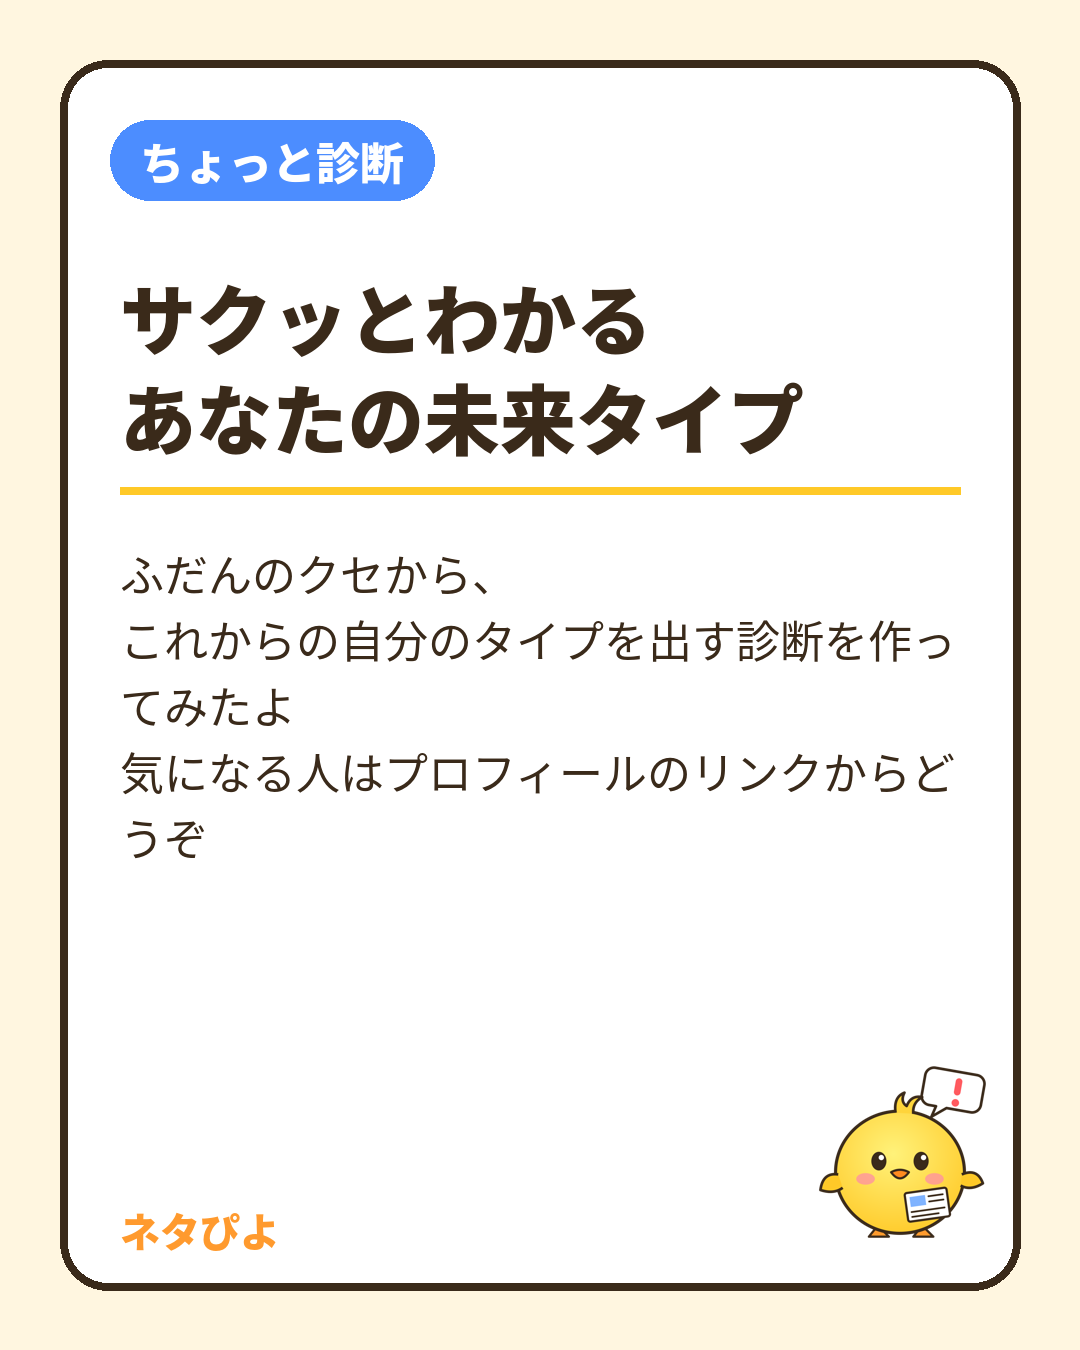 ちょっと診断
サクッとわかる
あなたの未来タイプ
ふだんのクセから、
これからの自分のタイプを出す診断を作っ
てみたよ
気になる人はプロフィールのリンクからど
うぞ
!
ネタぴよ